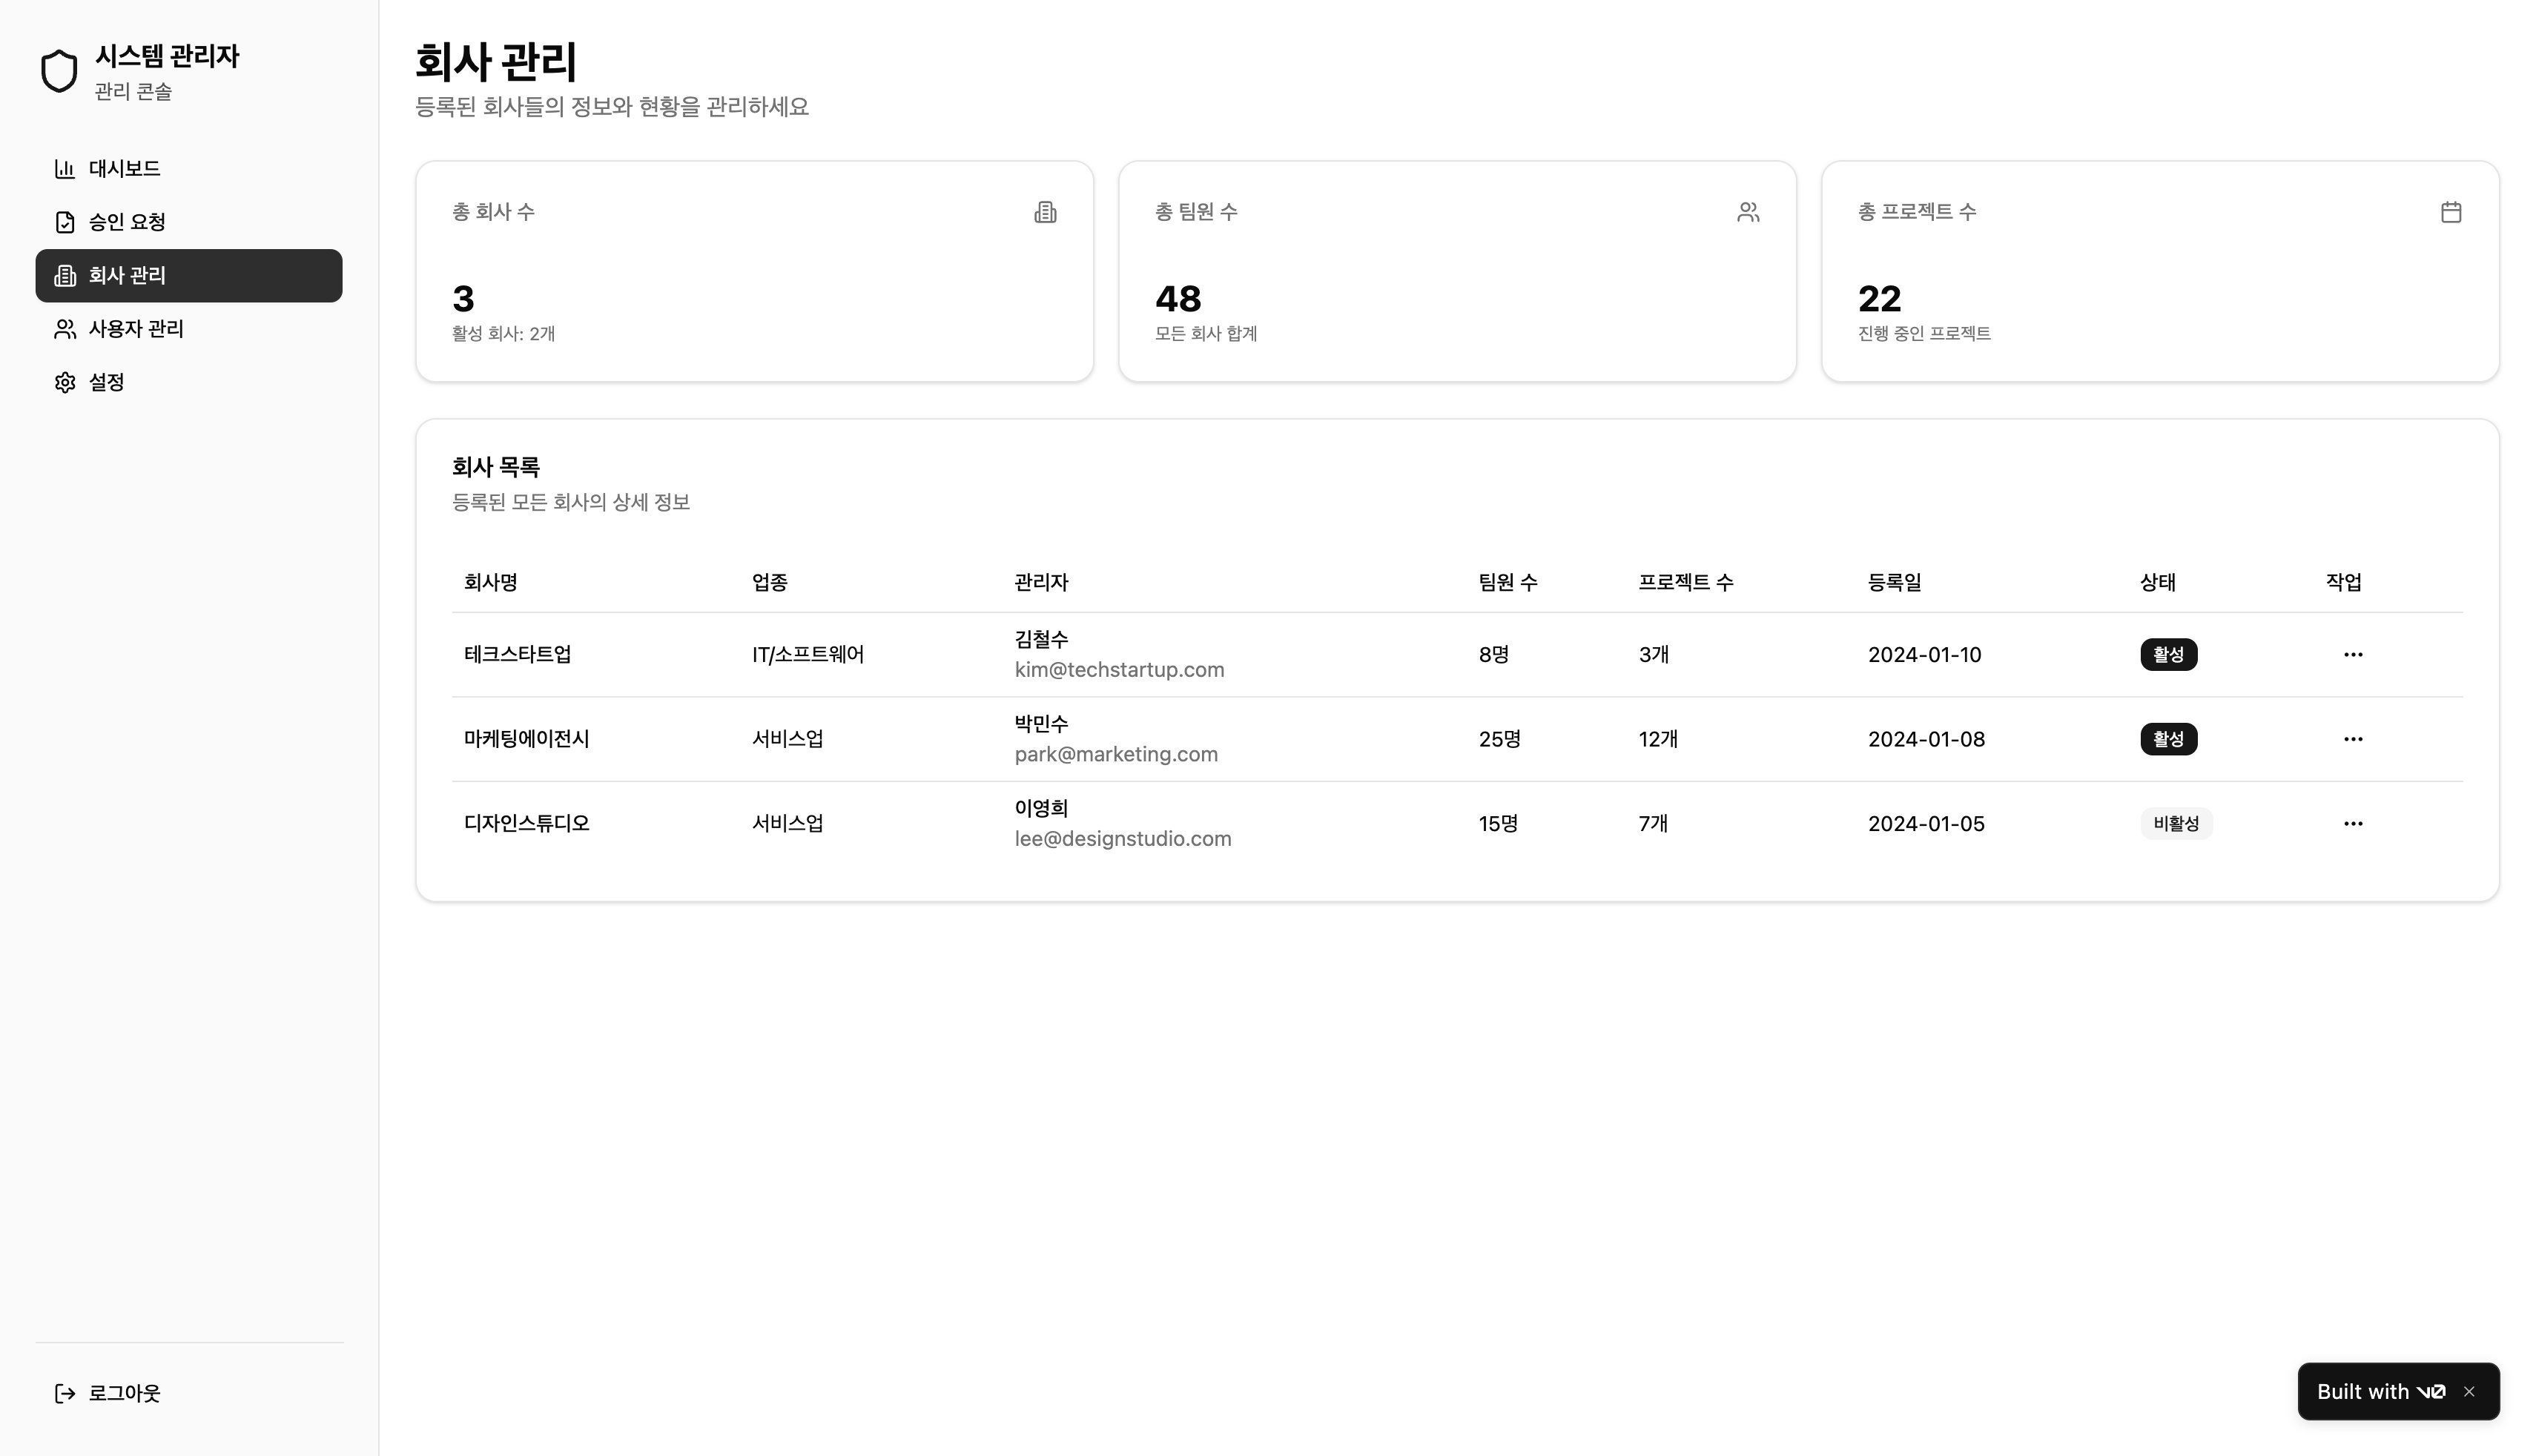 시스템 관리자
관리 콘솔
대시보드
승인 요청
회사 관리
사용자 관리
설정
로그아웃
회사 관리
등록된 회사들의 정보와 현황을 관리하세요
총 회사 수
3
활성 회사: 2개
총 팀원 수
48
모든 회사 합계
총 프로젝트 수
22
진행 중인 프로젝트
회사 목록
등록된 모든 회사의 상세 정보
회사명 업종 관리자 팀원 수 프로젝트 수 등록일 상태 작업
테크스타트업 IT/소프트웨어 김철수 8명 3개 2024-01-10 활성 ···
kim@techstartup.com
마케팅에이전시 서비스업 박민수 25명 12개 2024-01-08 활성 ···
park@marketing.com
디자인스튜디오 서비스업 이영희 15명 7개 2024-01-05 비활성 ···
lee@designstudio.com
Built with v0 ×